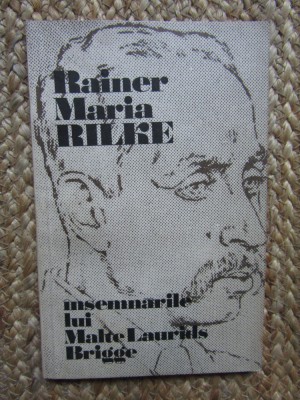 Rainer
Maria
RILKE
însemnările
lui
Malte Laurids
Brigge